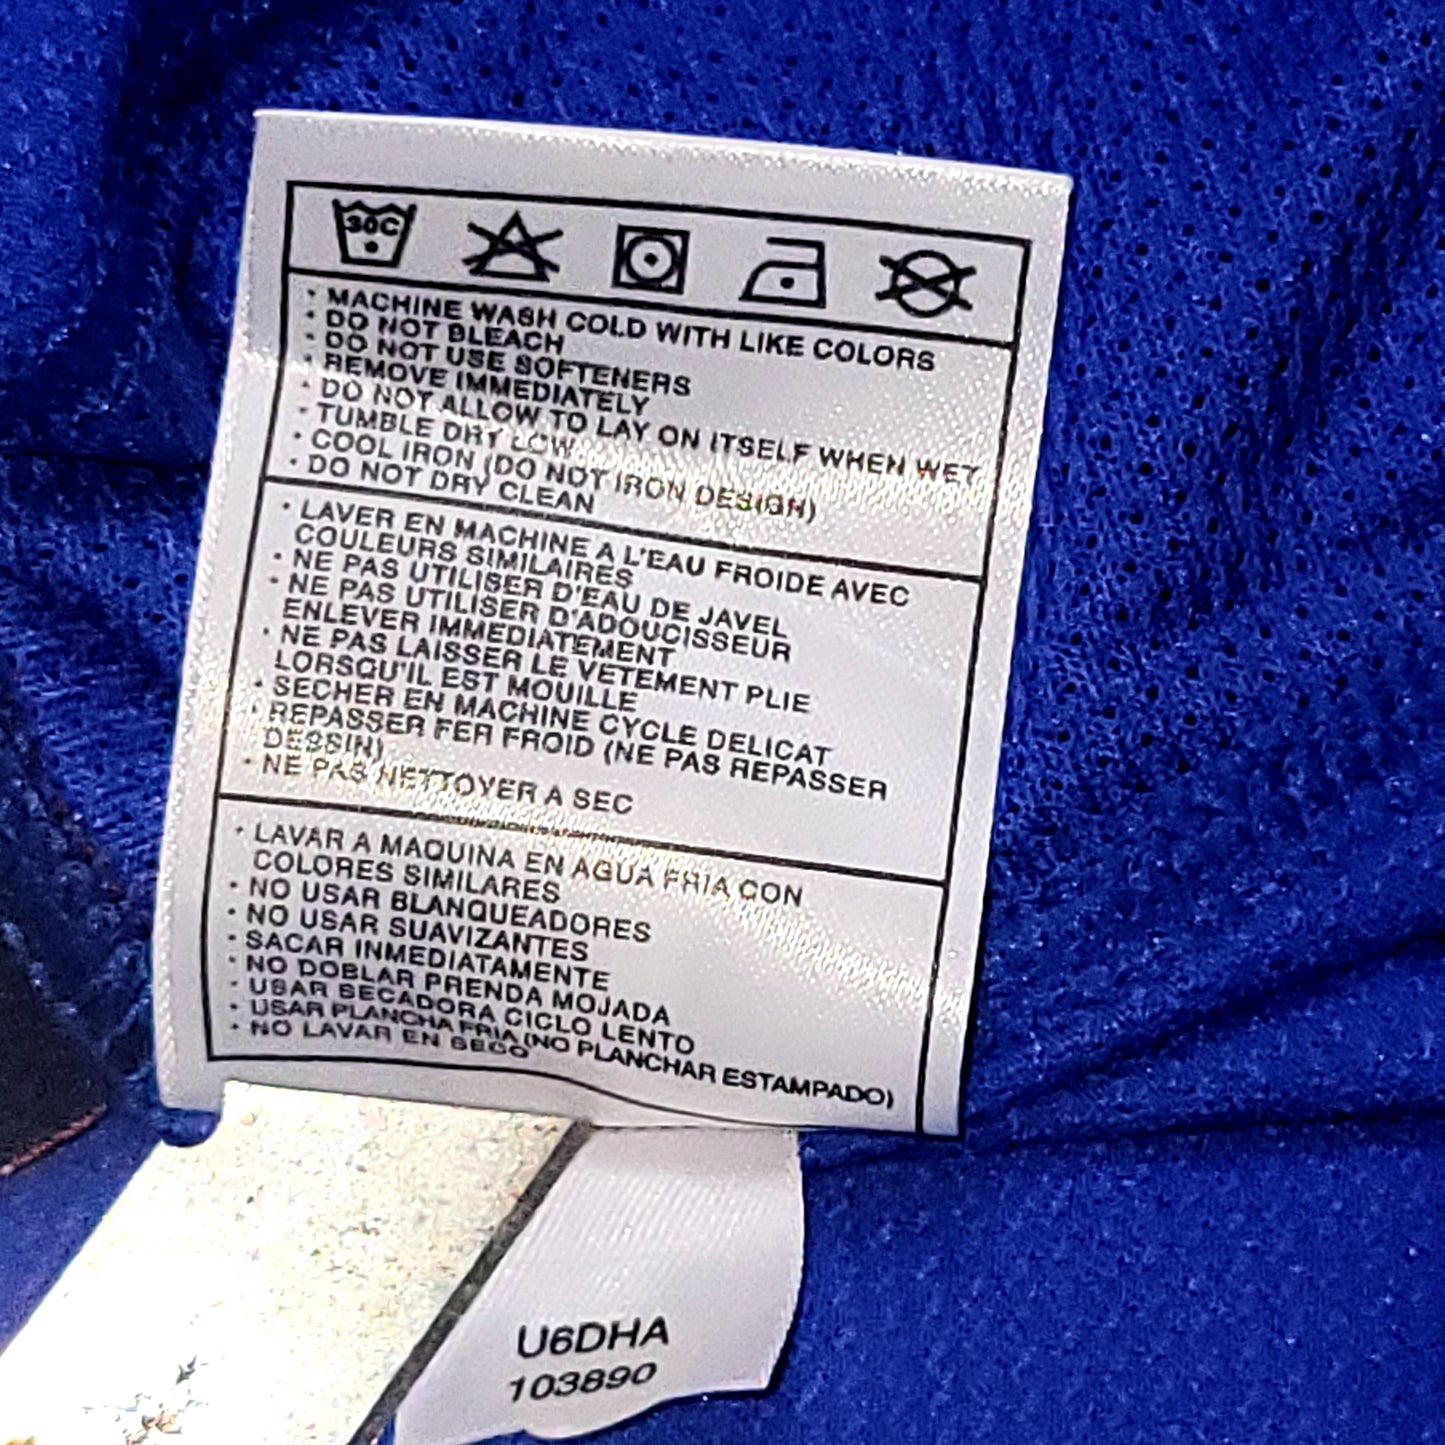 30C
• MACHINE WASH COLD WITH LIKE COLORS
• DO NOT BLEACH
• DO NOT USE SOFTENERS
• REMOVE IMMEDIATELY
• DO NOT ALLOW TO LAY ON ITSELF WHEN WET
• TUMBLE DRY LOW
• COOL IRON (DO NOT IRON DESIGN)
• DO NOT DRY CLEAN
• LAVER EN MACHINE A L'EAU FROIDE AVEC
COULEURS SIMILAIRES
• NE PAS UTILISER D'EAU DE JAVEL
• NE PAS UTILISER D'ADOUCISSEUR
ENLEVER IMMEDIATEMENT
• NE PAS LAISSER LE VETEMENT PLIE
LORSQU'IL EST MOUILLE
• SECHER EN MACHINE CYCLE DELICAT
• REPASSER FER FROID (NE PAS REPASSER
DESSIN)
• NE PAS NETTOYER A SEC
• LAVAR A MAQUINA EN AGUA FRIA CON
COLORES SIMILARES
• NO USAR BLANQUEADORES
• NO USAR SUAVIZANTES
• SACAR INMEDIATAMENTE
• NO DOBLAR PRENDA MOJADA
• USAR SECADORA CICLO LENTO
• USAR PLANCHA FRIA (NO PLANCHAR ESTAMPADO)
• NO LAVAR EN SECO
U6DHA
103890